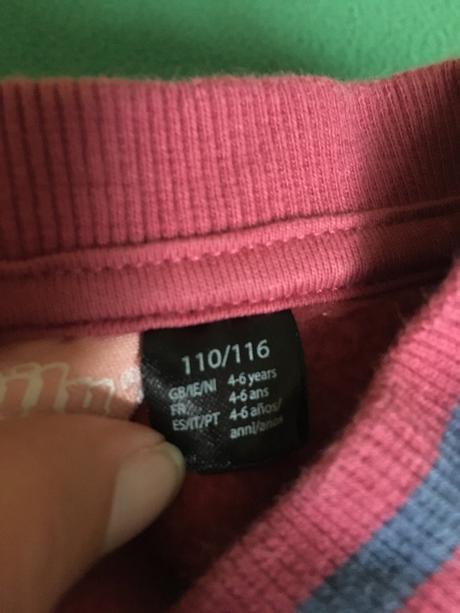 110/116
GB/IE/NI 4-6 years
FR 4-6 ans
ES/IT/PT 4-6 años/
anni/anos